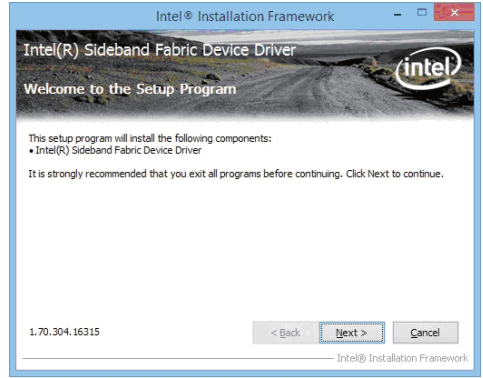 Intel® Installation Framework
Intel(R) Sideband Fabric Device Driver
intel
Welcome to the Setup Program
This setup program will install the following components:
• Intel(R) Sideband Fabric Device Driver
It is strongly recommended that you exit all programs before continuing. Click Next to continue.
1.70.304.16315
< Back
Next >
Cancel
Intel® Installation Framework